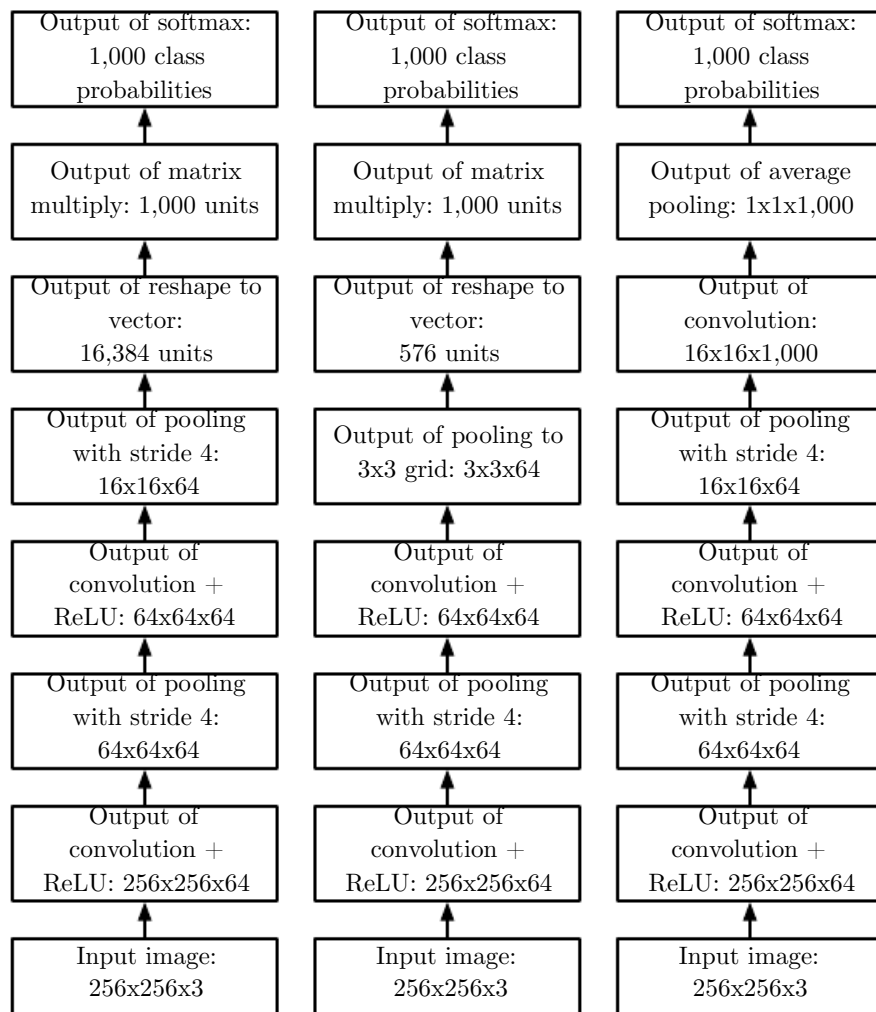 Output of softmax:
1,000 class
probabilities
Output of matrix
multiply: 1,000 units
Output of reshape to
vector:
16,384 units
Output of pooling
with stride 4:
16x16x64
Output of
convolution +
ReLU: 64x64x64
Output of pooling
with stride 4:
64x64x64
Output of
convolution +
ReLU: 256x256x64
Input image:
256x256x3
Output of softmax:
1,000 class
probabilities
Output of matrix
multiply: 1,000 units
Output of reshape to
vector:
576 units
Output of pooling to
3x3 grid: 3x3x64
Output of
convolution +
ReLU: 64x64x64
Output of pooling
with stride 4:
64x64x64
Output of
convolution +
ReLU: 256x256x64
Input image:
256x256x3
Output of softmax:
1,000 class
probabilities
Output of average
pooling: 1x1x1,000
Output of
convolution:
16x16x1,000
Output of pooling
with stride 4:
16x16x64
Output of
convolution +
ReLU: 64x64x64
Output of pooling
with stride 4:
64x64x64
Output of
convolution +
ReLU: 256x256x64
Input image:
256x256x3